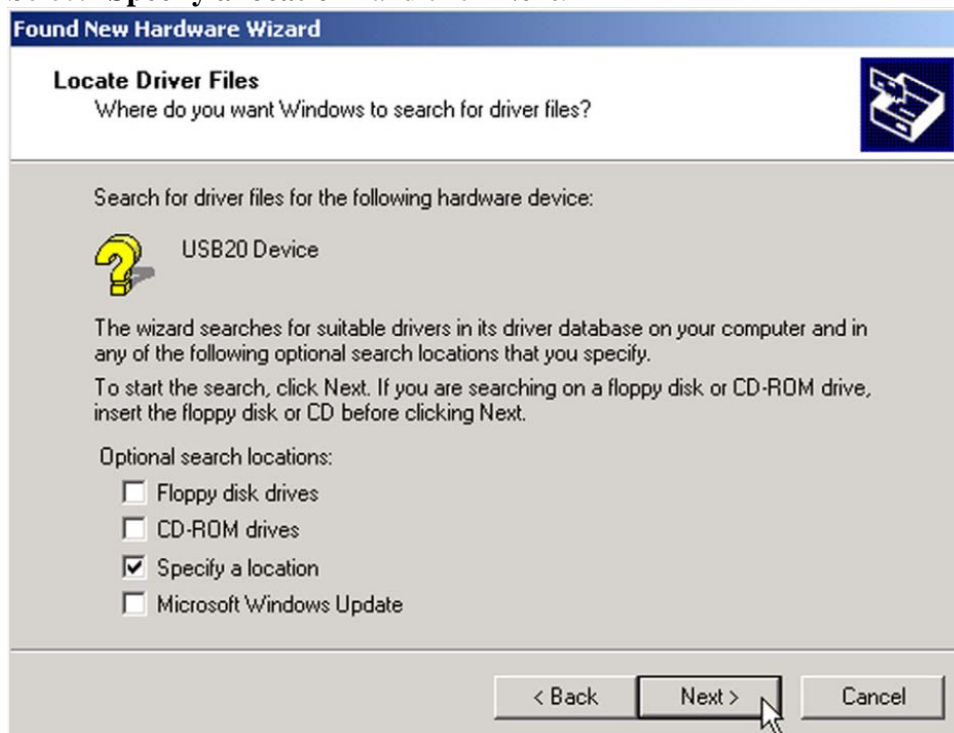 Found New Hardware Wizard
Locate Driver Files
Where do you want Windows to search for driver files?
Search for driver files for the following hardware device:
USB20 Device
The wizard searches for suitable drivers in its driver database on your computer and in
any of the following optional search locations that you specify.
To start the search, click Next. If you are searching on a floppy disk or CD-ROM drive,
insert the floppy disk or CD before clicking Next.
Optional search locations:
Floppy disk drives
CD-ROM drives
Specify a location
Microsoft Windows Update
< Back Next > Cancel